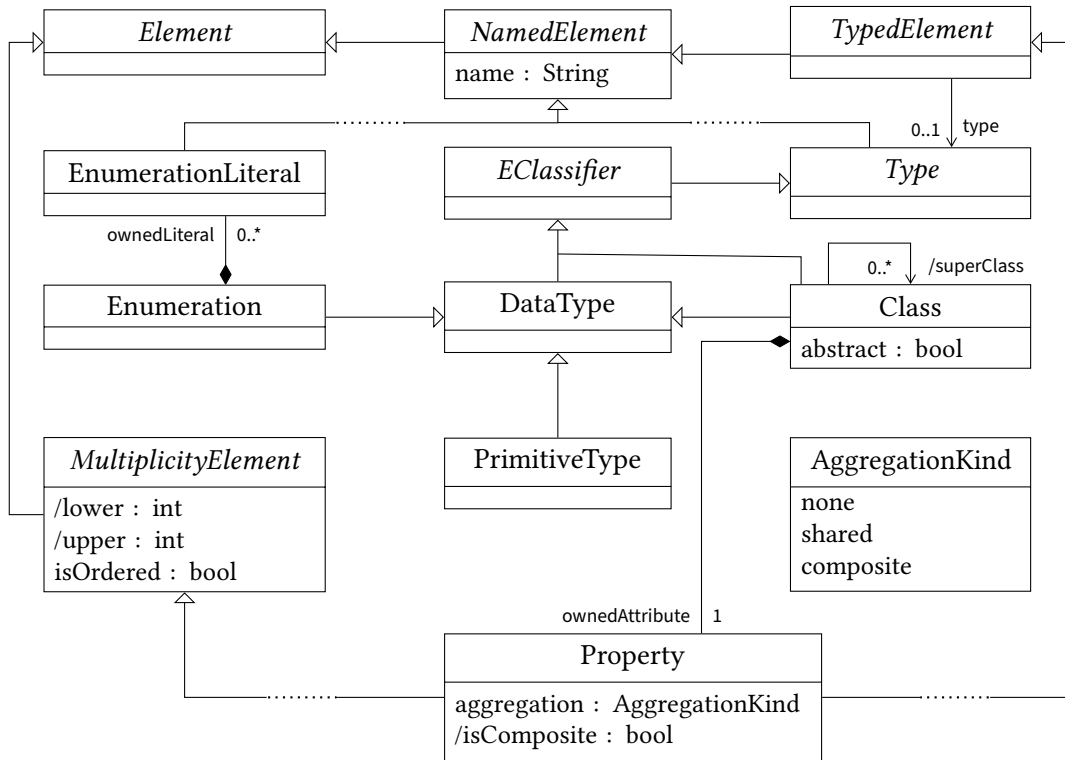 Element
NamedElement
name : String
TypedElement
0..1
type
EnumerationLiteral
EClassifier
Type
ownedLiteral
0..*
0..*
/superClass
Enumeration
DataType
Class
abstract : bool
MultiplicityElement
/lower : int
/upper : int
isOrdered : bool
PrimitiveType
AggregationKind
none
shared
composite
ownedAttribute
1
Property
aggregation : AggregationKind
/isComposite : bool